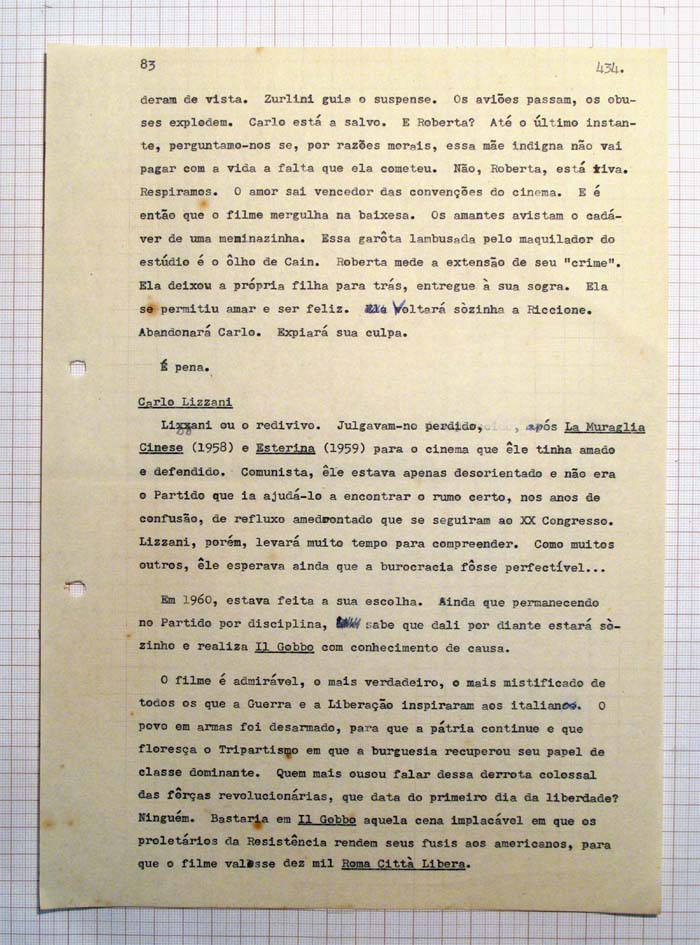 83
434.
deram de vista. Zurlini guia o suspense. Os aviões passam, os obu-
ses explodem. Carlo está a salvo. E Roberta? Até o último instan-
te, perguntamo-nos se, por razões morais, essa mãe indigna não vai
pagar com a vida a falta que ela cometeu. Não, Roberta, está viva.
Respiramos. O amor sai vencedor das convenções do cinema. E é
então que o filme mergulha na baixesa. Os amantes avistam o cadá-
ver de uma meninazinha. Essa garôta lambusada pelo maquilador do
estúdio é o ôlho de Cain. Roberta mede a extensão de seu "crime".
Ela deixou a própria filha para trás, entregue à sua sogra. Ela
se permitiu amar e ser feliz. Voltará sòzinha a Riccione.
Abandonará Carlo. Expiará sua culpa.
É pena.
Carlo Lizzani
Lizzani ou o redivivo. Julgavam-no perdido, após La Muraglia
Cinese (1958) e Esterina (1959) para o cinema que êle tinha amado
e defendido. Comunista, êle estava apenas desorientado e não era
o Partido que ia ajudá-lo a encontrar o rumo certo, nos anos de
confusão, de refluxo amedrontado que se seguiram ao XX Congresso.
Lizzani, porém, levará muito tempo para compreender. Como muitos
outros, êle esperava ainda que a burocracia fôsse perfectível...
Em 1960, estava feita a sua escolha. Ainda que permanecendo
no Partido por disciplina, sabe que dali por diante estará sò-
zinho e realiza Il Gobbo com conhecimento de causa.
O filme é admirável, o mais verdadeiro, o mais mistificado de
todos os que a Guerra e a Liberação inspiraram aos italianos. O
povo em armas foi desarmado, para que a pátria continue e que
floresça o Tripartismo em que a burguesia recuperou seu papel de
classe dominante. Quem mais ousou falar dessa derrota colossal
das fôrças revolucionárias, que data do primeiro dia da liberdade?
Ninguém. Bastaria em Il Gobbo aquela cena implacável em que os
proletários da Resistência rendem seus fusis aos americanos, para
que o filme valesse dez mil Roma Città Libera.